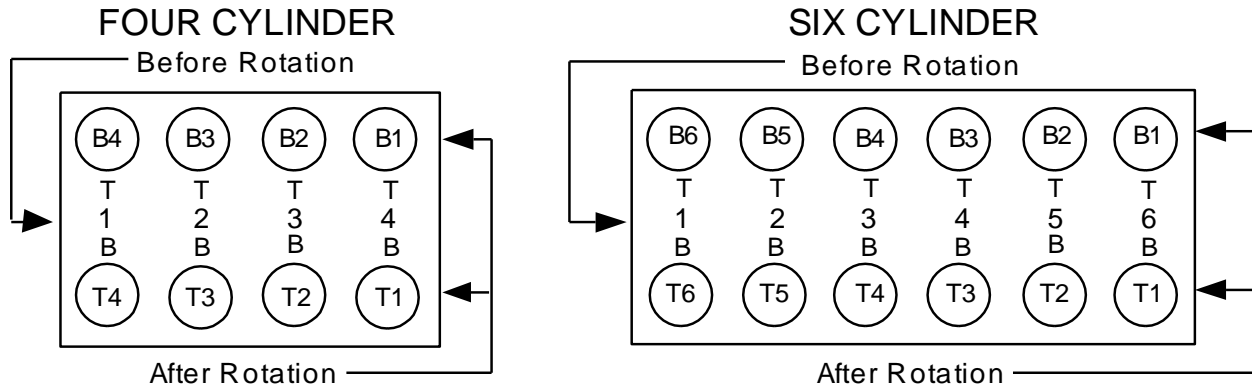 FOUR CYLINDER
Before Rotation
B4 B3 B2 B1
T T T T
1 2 3 4
B B B B
T4 T3 T2 T1
After Rotation
SIX CYLINDER
Before Rotation
B6 B5 B4 B3 B2 B1
T T T T T T
1 2 3 4 5 6
B B B B B B
T6 T5 T4 T3 T2 T1
After Rotation